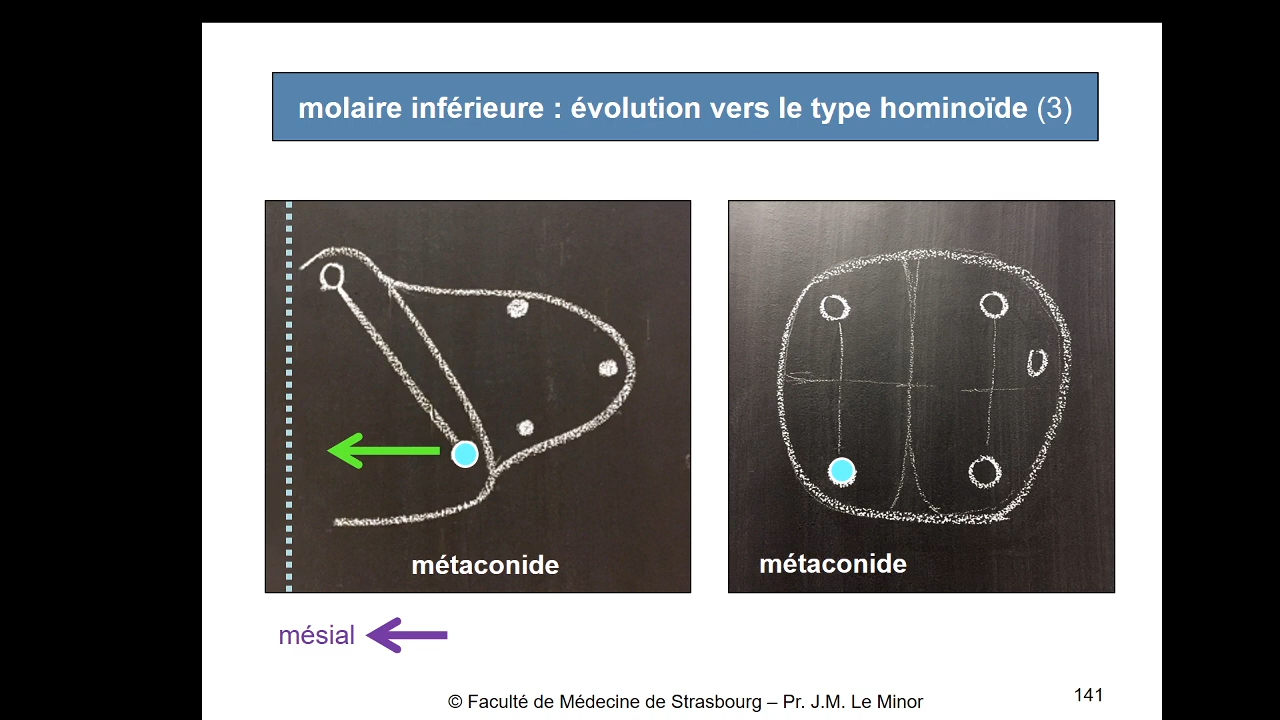 molaire inférieure : évolution vers le type hominoïde (3)
métaconide
métaconide
mésial
© Faculté de Médecine de Strasbourg – Pr. J.M. Le Minor
141